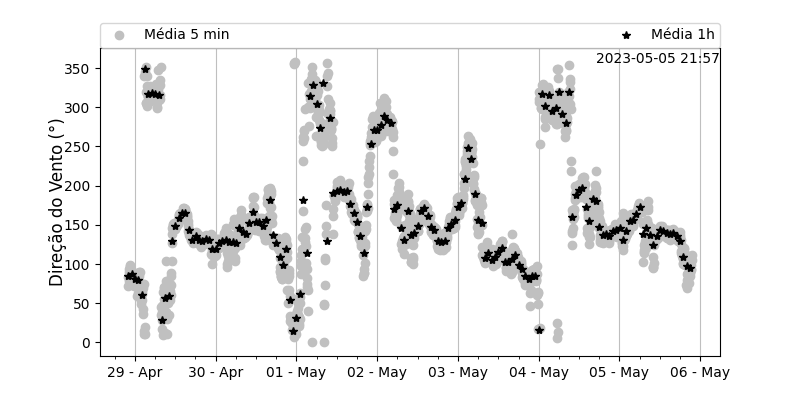 Média 5 min
Média 1h
2023-05-05 21:57
Direção do Vento (°)
350
300
250
200
150
100
50
0
29 - Apr
30 - Apr
01 - May
02 - May
03 - May
04 - May
05 - May
06 - May